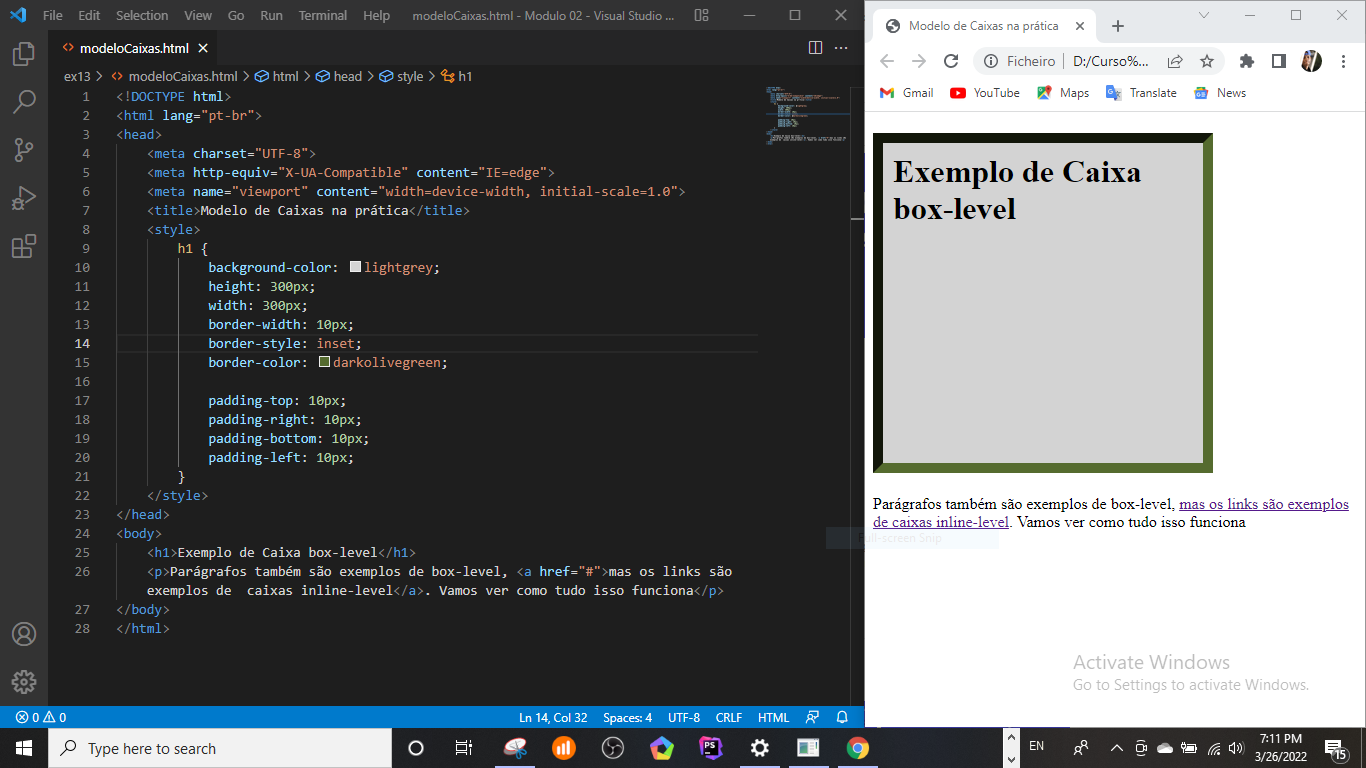 File Edit Selection View Go Run Terminal Help modeloCaixas.html - Modulo 02 - Visual Studio ...
modeloCaixas.html
ex13 > modeloCaixas.html > html > head > style > h1
1 <!DOCTYPE html>
2 <html lang="pt-br">
3 <head>
4 <meta charset="UTF-8">
5 <meta http-equiv="X-UA-Compatible" content="IE=edge">
6 <meta name="viewport" content="width=device-width, initial-scale=1.0">
7 <title>Modelo de Caixas na prática</title>
8 <style>
9 h1 {
10 background-color: lightgrey;
11 height: 300px;
12 width: 300px;
13 border-width: 10px;
14 border-style: inset;
15 border-color: darkolivegreen;
16
17 padding-top: 10px;
18 padding-right: 10px;
19 padding-bottom: 10px;
20 padding-left: 10px;
21 }
22 </style>
23 </head>
24 <body>
25 <h1>Exemplo de Caixa box-level</h1>
26 <p>Parágrafos também são exemplos de box-level, <a href="#">mas os links são
exemplos de  caixas inline-level</a>. Vamos ver como tudo isso funciona</p>
27 </body>
28 </html>
0 0 Ln 14, Col 32 Spaces: 4 UTF-8 CRLF HTML
Modelo de Caixas na prática
Ficheiro | D:/Curso%...
Gmail YouTube Maps Translate News
Exemplo de Caixa
box-level
Parágrafos também são exemplos de box-level, mas os links são exemplos
de caixas inline-level. Vamos ver como tudo isso funciona
Full-screen Snip
Activate Windows
Go to Settings to activate Windows.
Type here to search
PS
EN
7:11 PM
3/26/2022
15